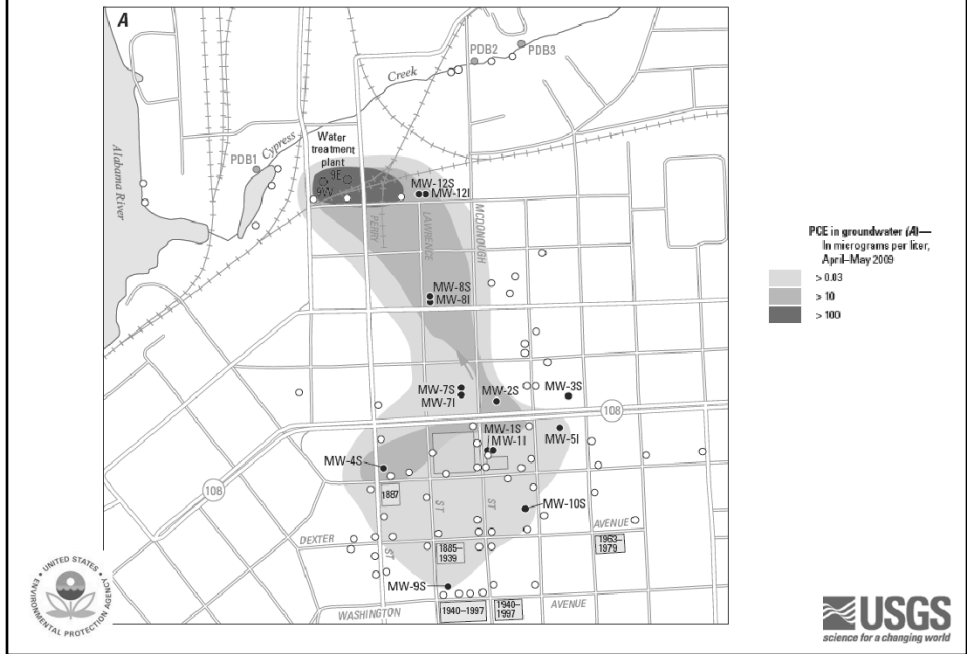 A
PDB2
PDB3
Creek
Cypress
PDB1
Alabama River
Water
treatment
plant
9E
9W
MW-12S
MW-12I
PERRY
LAWRENCE
MCDONOUGH
MW-8S
MW-8I
PCE in groundwater (A)—
In micrograms per liter,
April–May 2009
> 0.03
> 10
> 100
MW-7S
MW-7I
MW-2S
MW-3S
108
MW-1S
MW-1I
MW-5I
MW-4S
108
1887
MW-10S
ST
ST
DEXTER
AVENUE
ST
1885–
1939
1963–
1979
MW-9S
WASHINGTON
1940–1997
1940–
1997
AVENUE
UNITED STATES
ENVIRONMENTAL PROTECTION AGENCY
USGS
science for a changing world